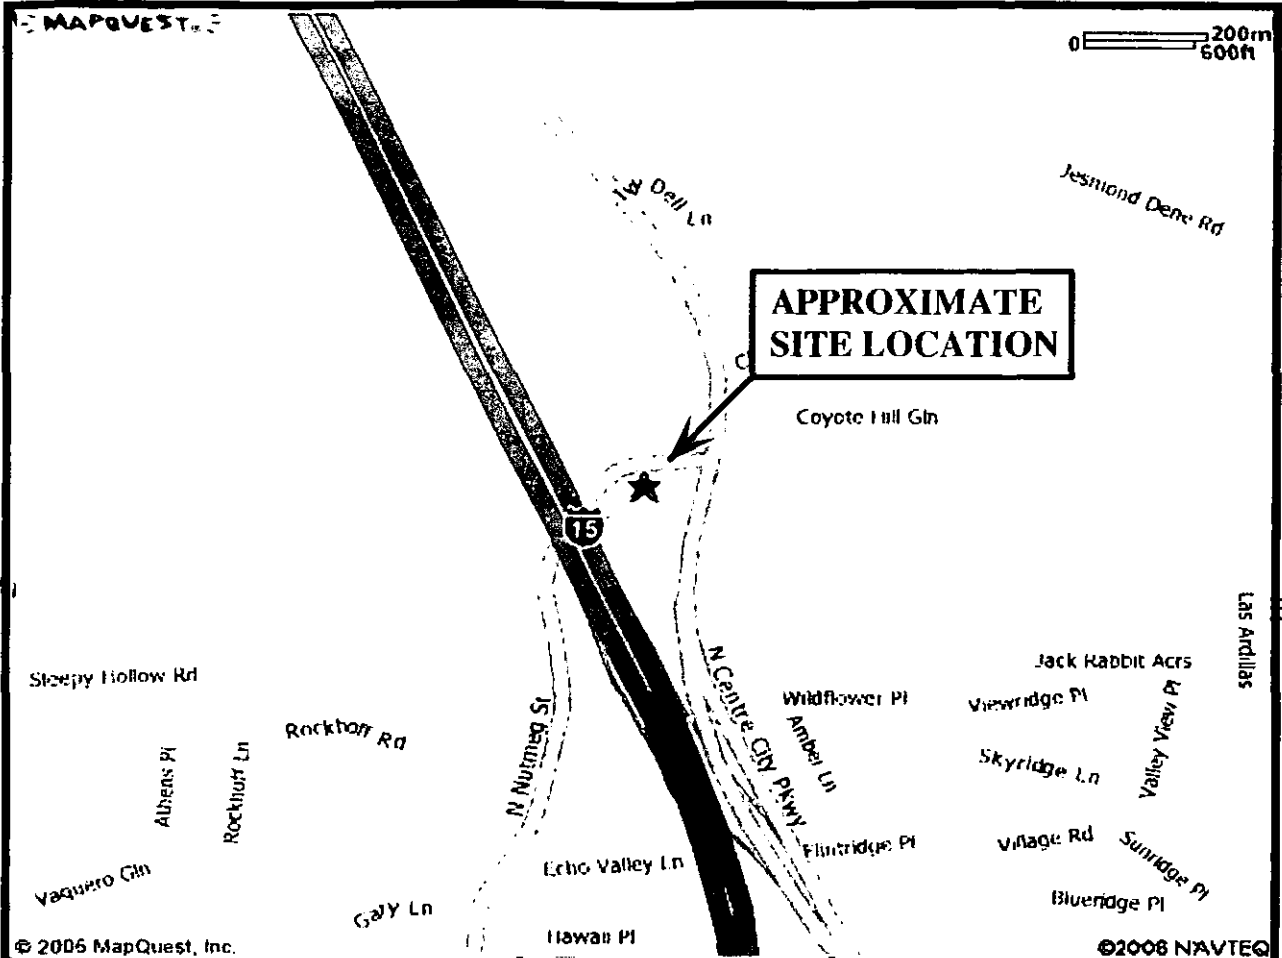 MAPQUEST
0 200m
600ft
Jesmond Dene Rd
Ivy Dell Ln
APPROXIMATE
SITE LOCATION
Coyote Hill Gln
15
Las Ardillas
Jack Rabbit Acrs
Sleepy Hollow Rd
Wildflower Pl
Viewridge Pl
Valley View Pl
N Centre City Pkwy
N Nutmeg St
Rockhoff Rd
Amber Ln
Athens Pl
Rockhoff Ln
Skyridge Ln
Flintridge Pl
Village Rd
Sunridge Pl
Echo Valley Ln
Vaquero Gln
Gary Ln
Blueridge Pl
Hawaii Pl
© 2006 MapQuest, Inc.
©2006 NAVTEQ